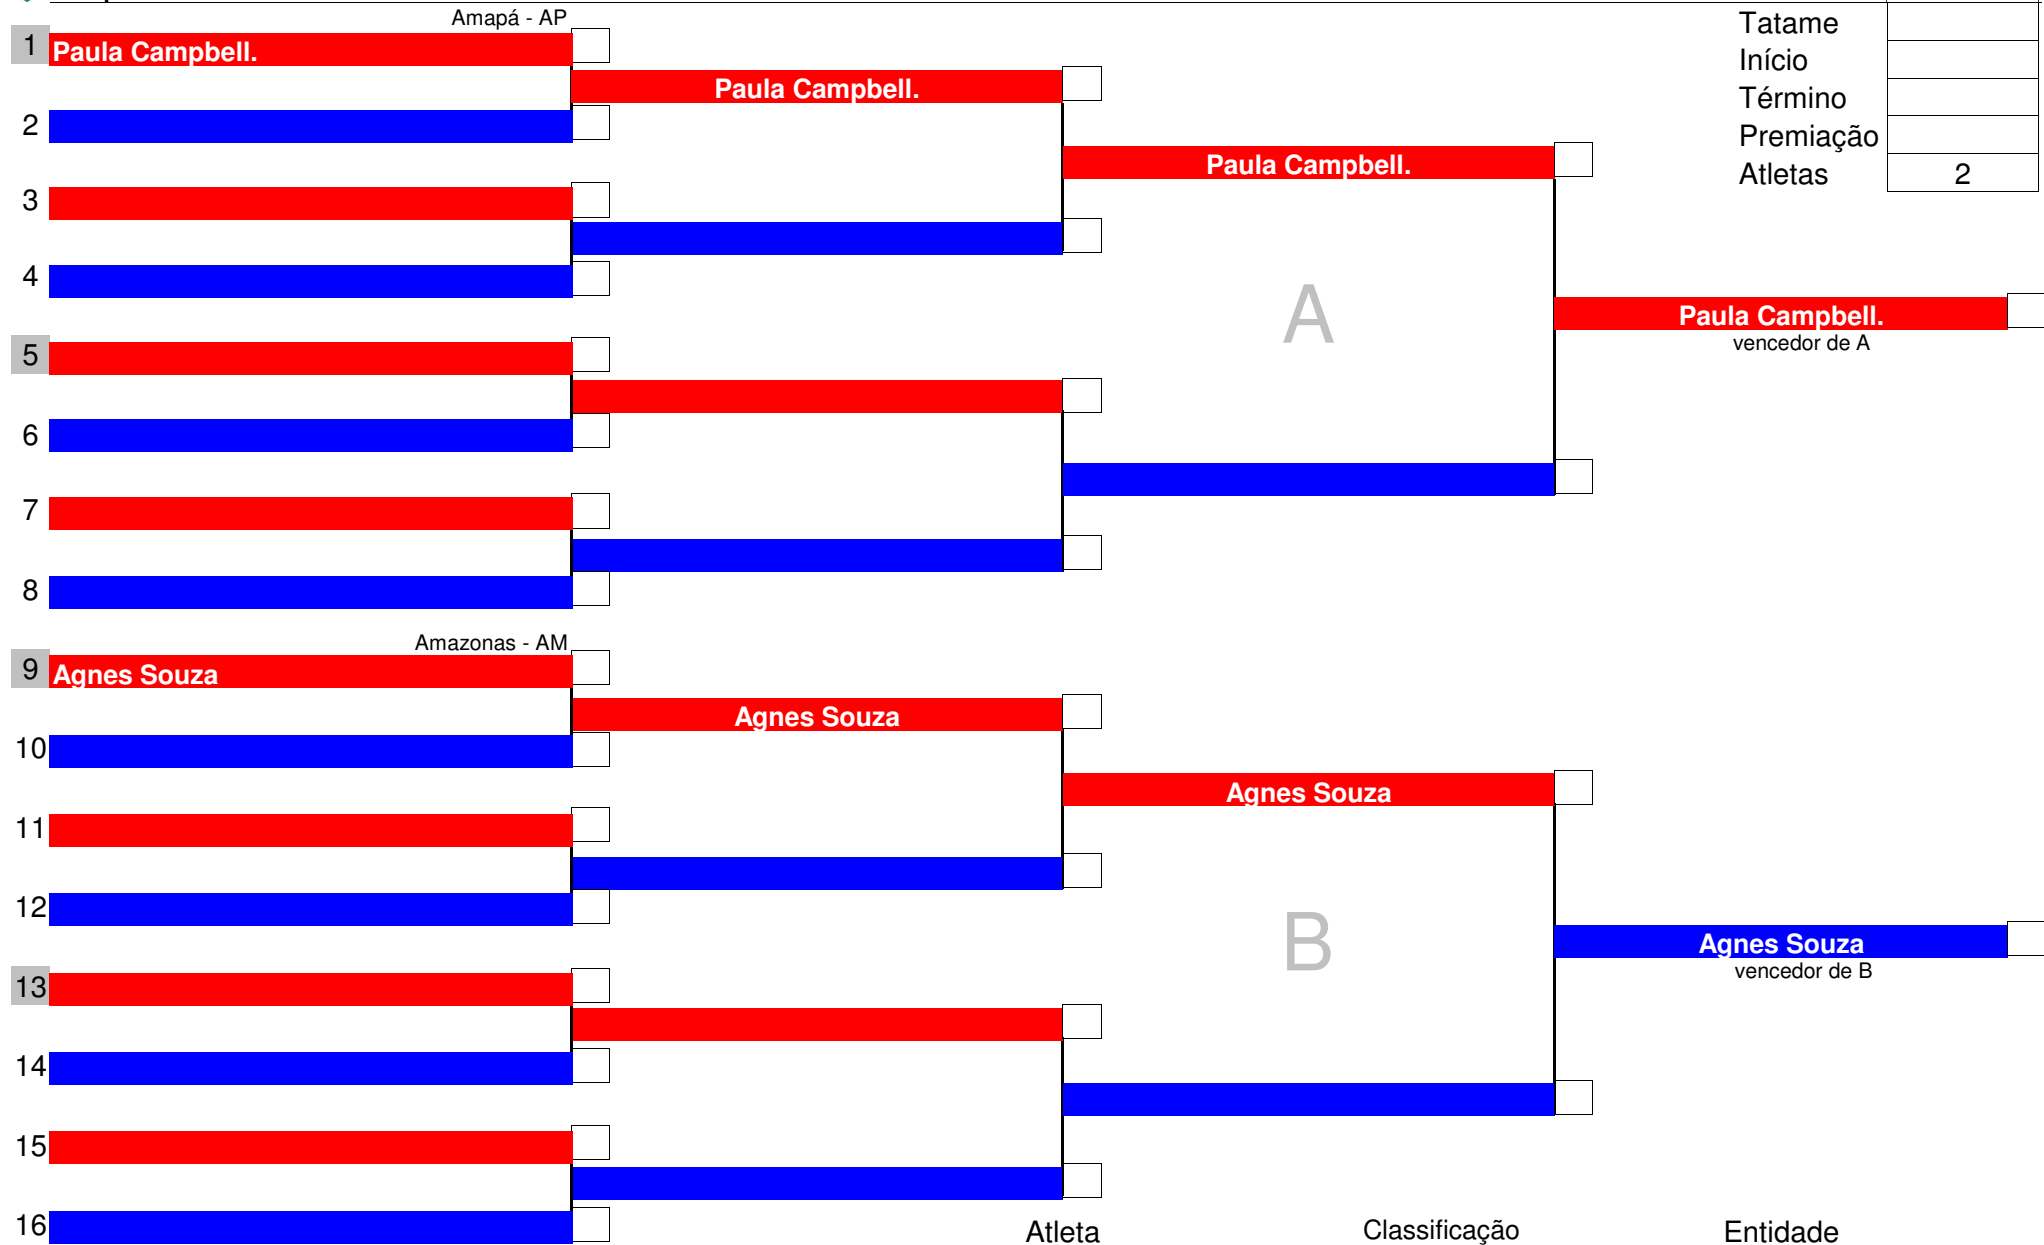 Amapá - AP
Tatame
1 Paula Campbell.
Início
Paula Campbell.
Término
2
Premiação
Paula Campbell.
Atletas 2
3
4
Paula Campbell.
A
vencedor de A
5
6
7
8
Amazonas - AM
9 Agnes Souza
Agnes Souza
10
Agnes Souza
11
12
B
Agnes Souza
vencedor de B
13
14
15
16
Atleta Classificação Entidade